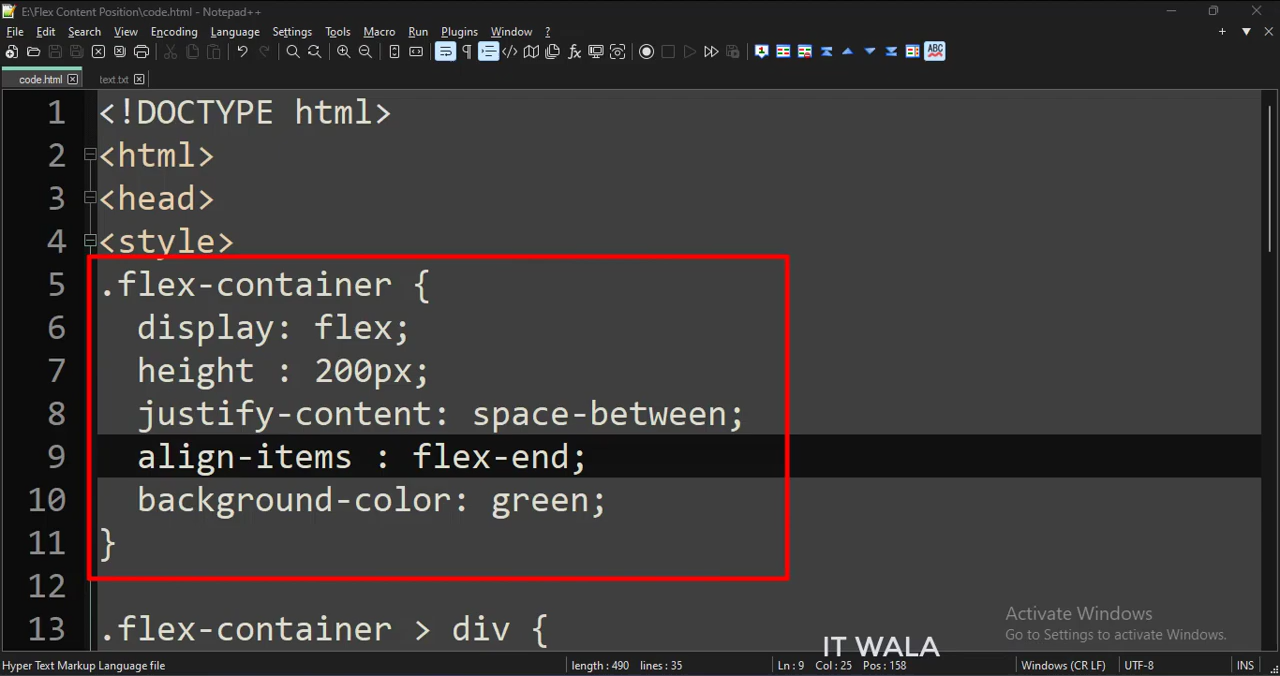 E:\Flex Content Position\code.html - Notepad++
File Edit Search View Encoding Language Settings Tools Macro Run Plugins Window ?
ABC
code.html text.txt
1 <!DOCTYPE html>
2 <html>
3 <head>
4 <style>
5 .flex-container {
6 display: flex;
7 height : 200px;
8 justify-content: space-between;
9 align-items : flex-end;
10 background-color: green;
11 }
12
13 .flex-container > div {
Activate Windows
Go to Settings to activate Windows.
IT WALA
Hyper Text Markup Language file length : 490 lines : 35 Ln : 9 Col : 25 Pos : 158 Windows (CR LF) UTF-8 INS